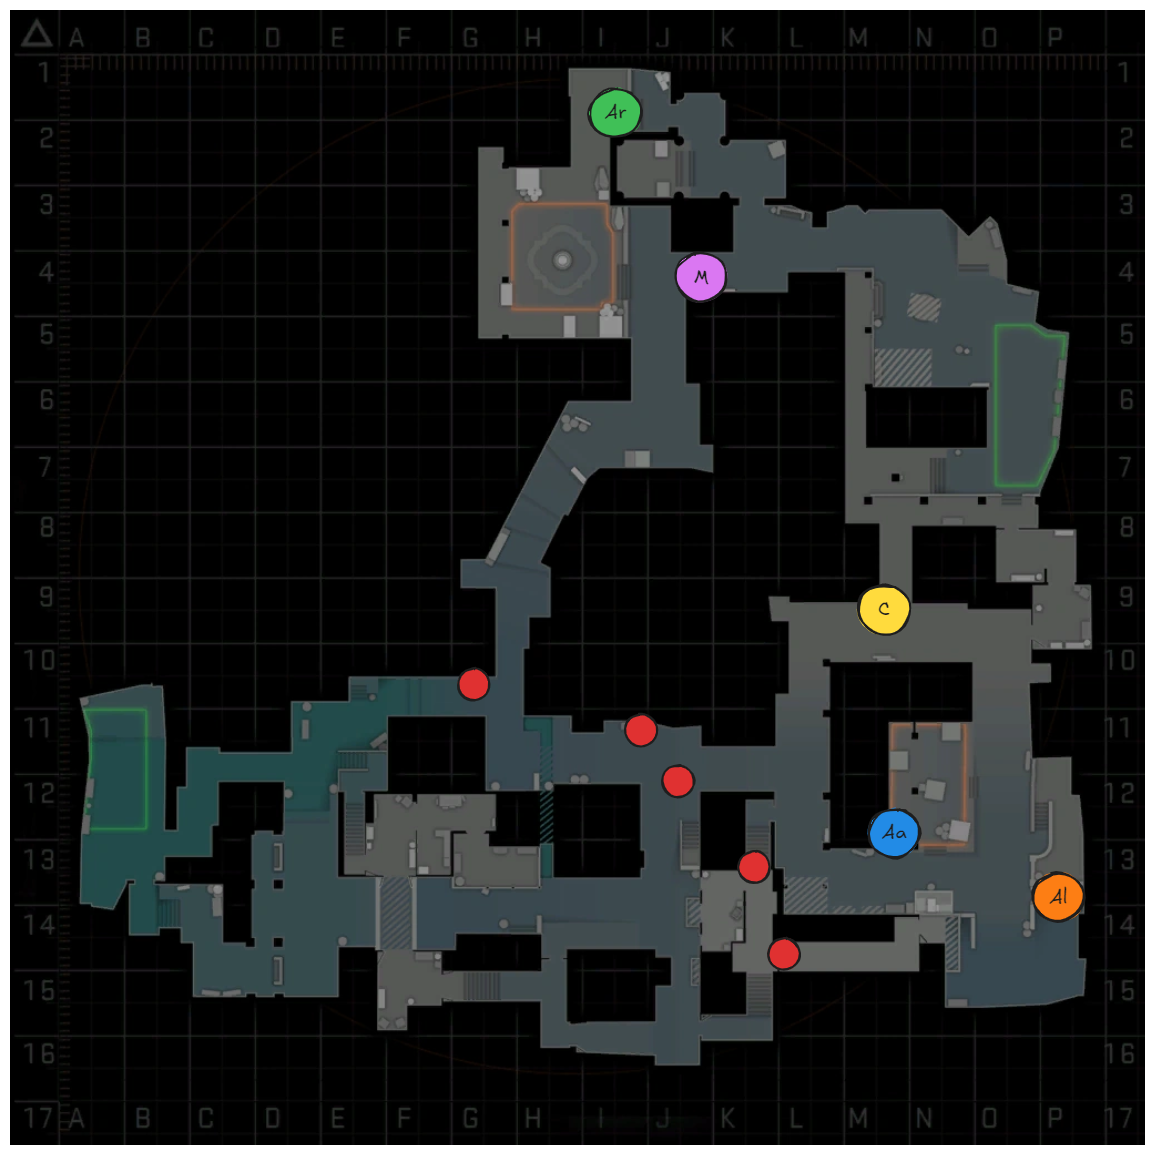 A B C D E F G H I J K L M N O P
1 1
2 2
3 3
4 4
5 5
6 6
7 7
8 8
9 9
10 10
11 11
12 12
13 13
14 14
15 15
16 16
17 A B C D E F G H I J K L M N O P 17
Ar
M
C
Aa
Al